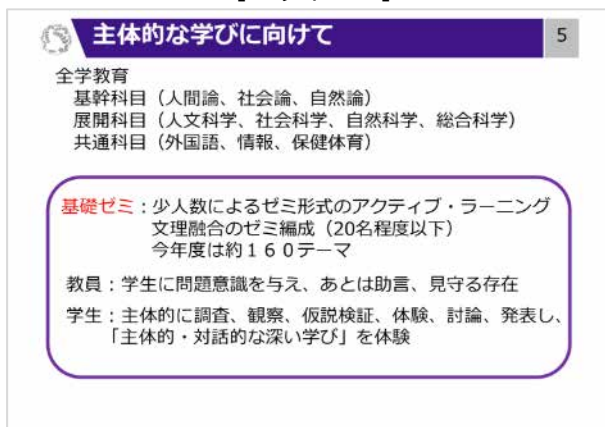 主体的な学びに向けて
5
全学教育
基幹科目（人間論、社会論、自然論）
展開科目（人文科学、社会科学、自然科学、総合科学）
共通科目（外国語、情報、保健体育）
基礎ゼミ：少人数によるゼミ形式のアクティブ・ラーニング
文理融合のゼミ編成（20名程度以下）
今年度は約１６０テーマ
教員：学生に問題意識を与え、あとは助言、見守る存在
学生：主体的に調査、観察、仮説検証、体験、討論、発表し、
「主体的・対話的な深い学び」を体験